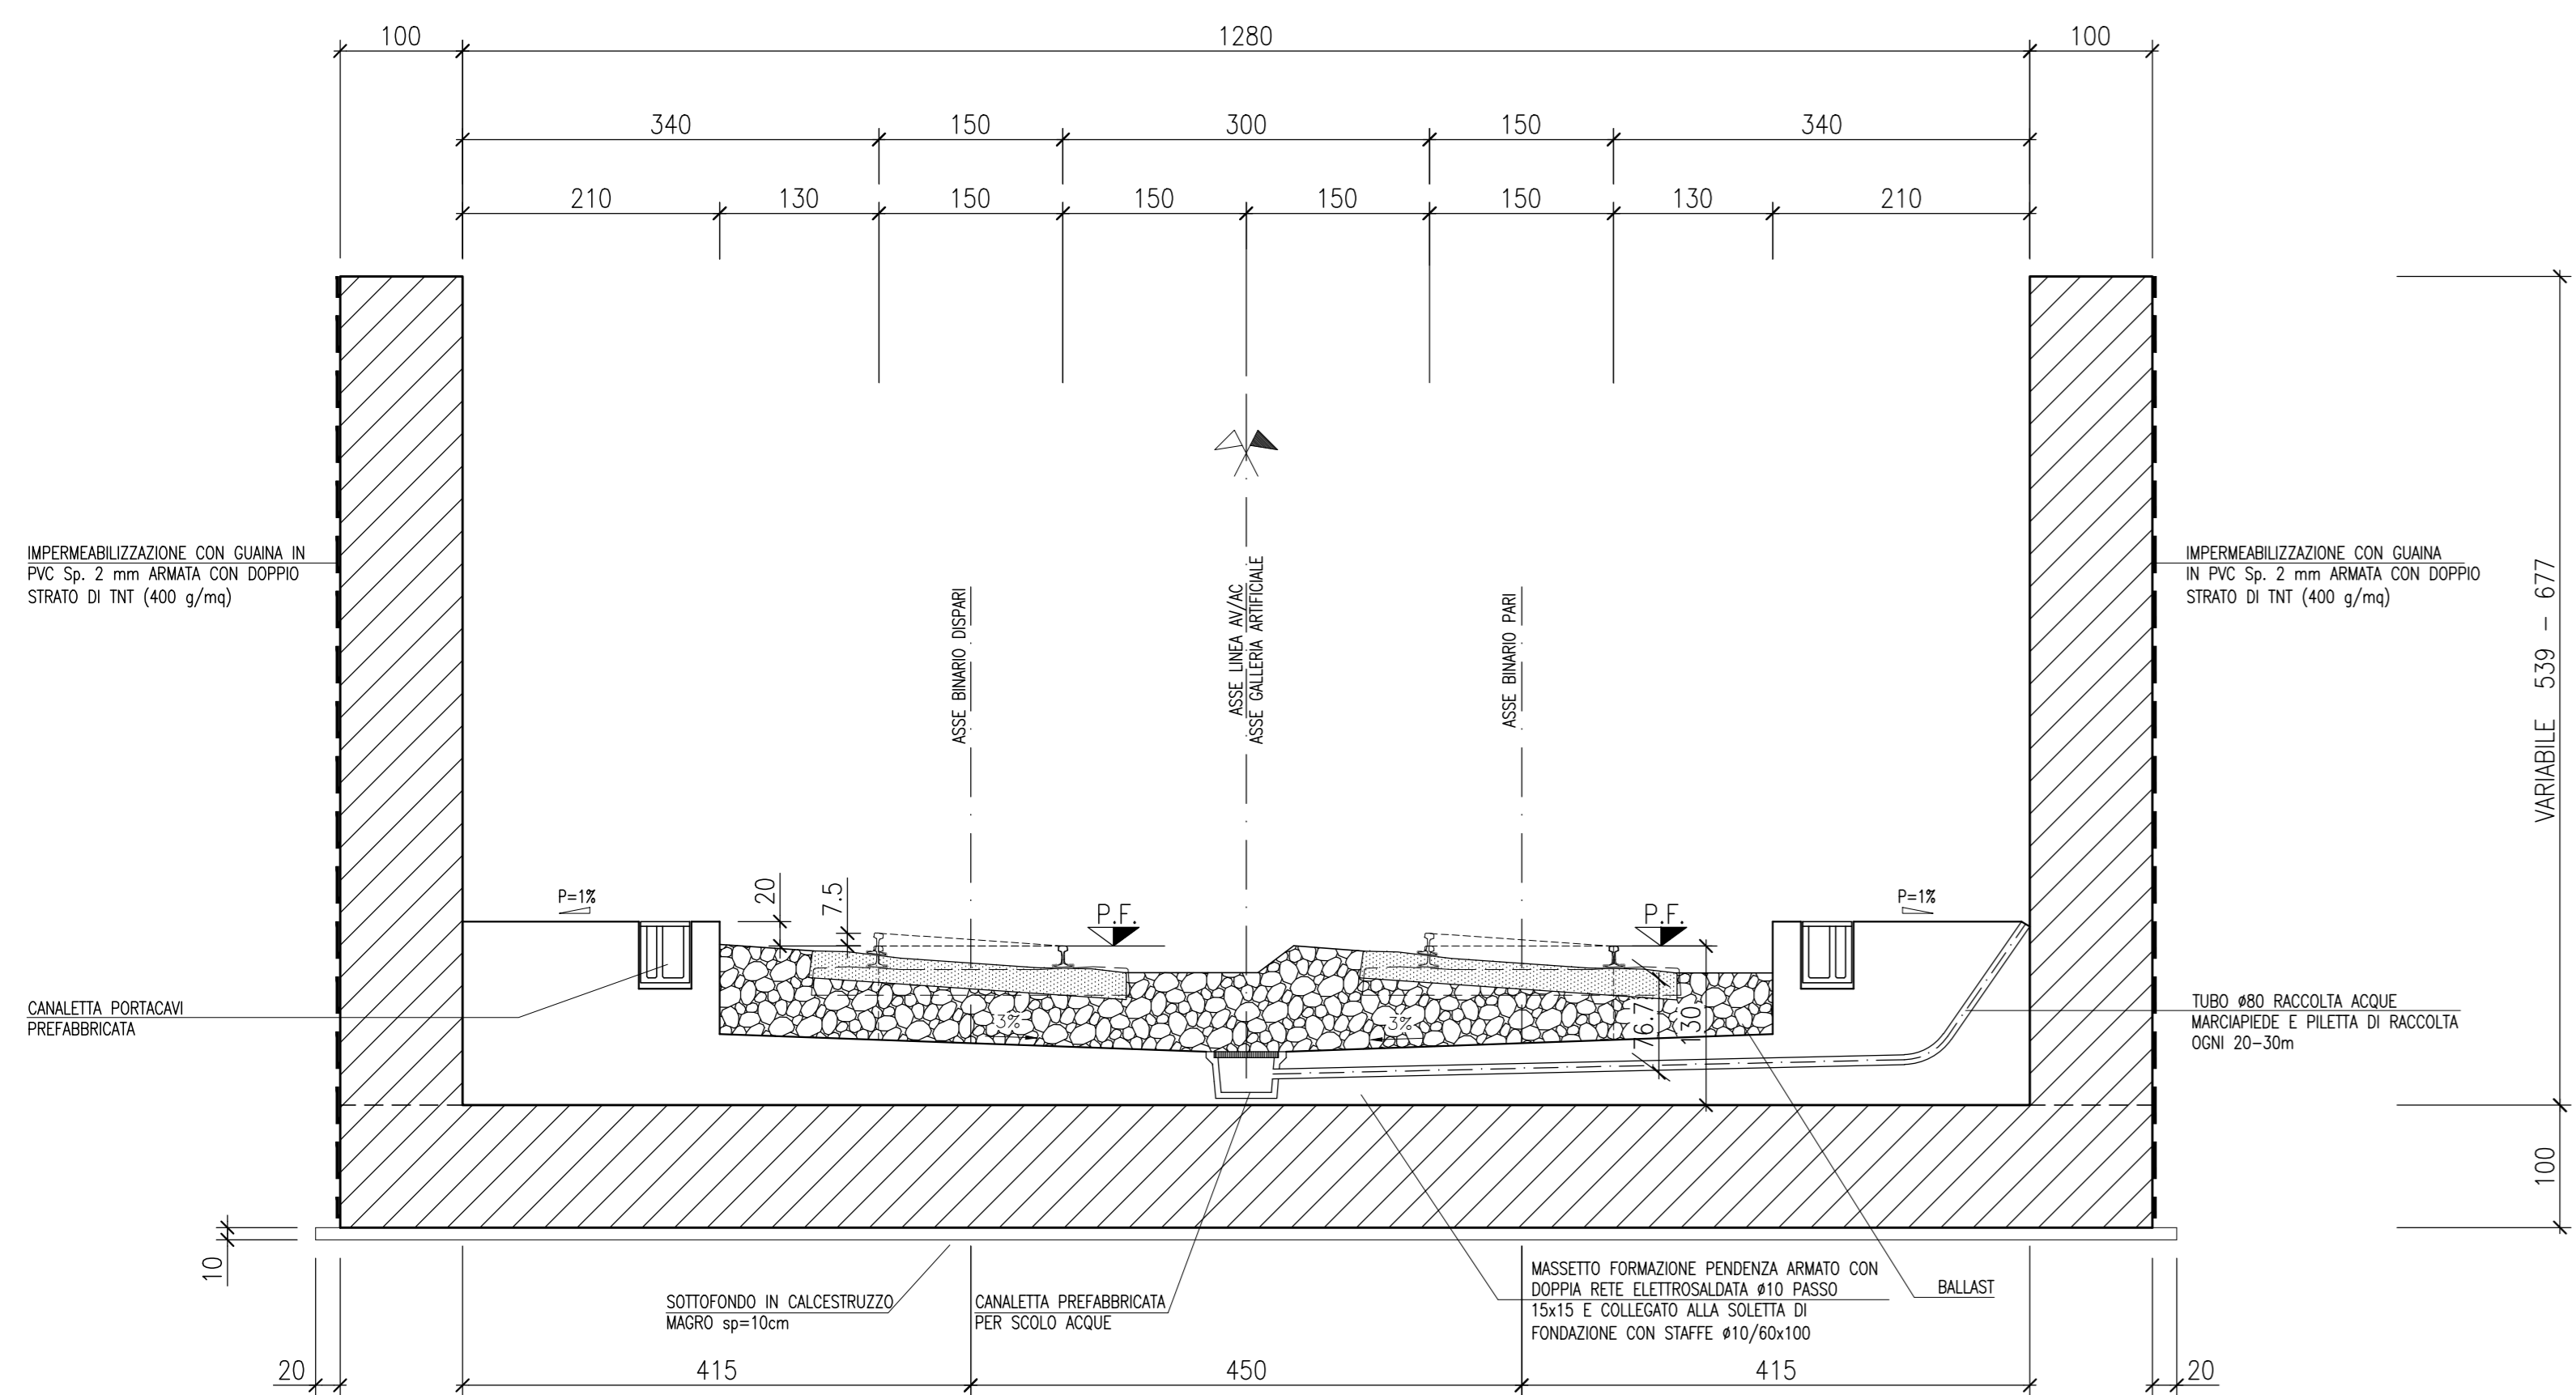 100 1280 100
340 150 300 150 340
210 130 150 150 150 150 130 210
IMPERMEABILIZZAZIONE CON GUAINA IN
PVC Sp. 2 mm ARMATA CON DOPPIO
STRATO DI TNT (400 g/mq)
ASSE BINARIO DISPARI
ASSE LINEA AV/AC
ASSE GALLERIA ARTIFICIALE
ASSE BINARIO PARI
IMPERMEABILIZZAZIONE CON GUAINA
IN PVC Sp. 2 mm ARMATA CON DOPPIO
STRATO DI TNT (400 g/mq)
VARIABILE 539 - 677
P=1%
20
7.5
P.F.
P.F.
P=1%
CANALETTA PORTACAVI
PREFABBRICATA
3%
3%
76.7
130
TUBO ø80 RACCOLTA ACQUE
MARCIAPIEDE E PILETTA DI RACCOLTA
OGNI 20-30m
100
10
SOTTOFONDO IN CALCESTRUZZO
MAGRO sp=10cm
CANALETTA PREFABBRICATA
PER SCOLO ACQUE
MASSETTO FORMAZIONE PENDENZA ARMATO CON
DOPPIA RETE ELETTROSALDATA ø10 PASSO
15x15 E COLLEGATO ALLA SOLETTA DI
FONDAZIONE CON STAFFE ø10/60x100
BALLAST
20 415 450 415 20